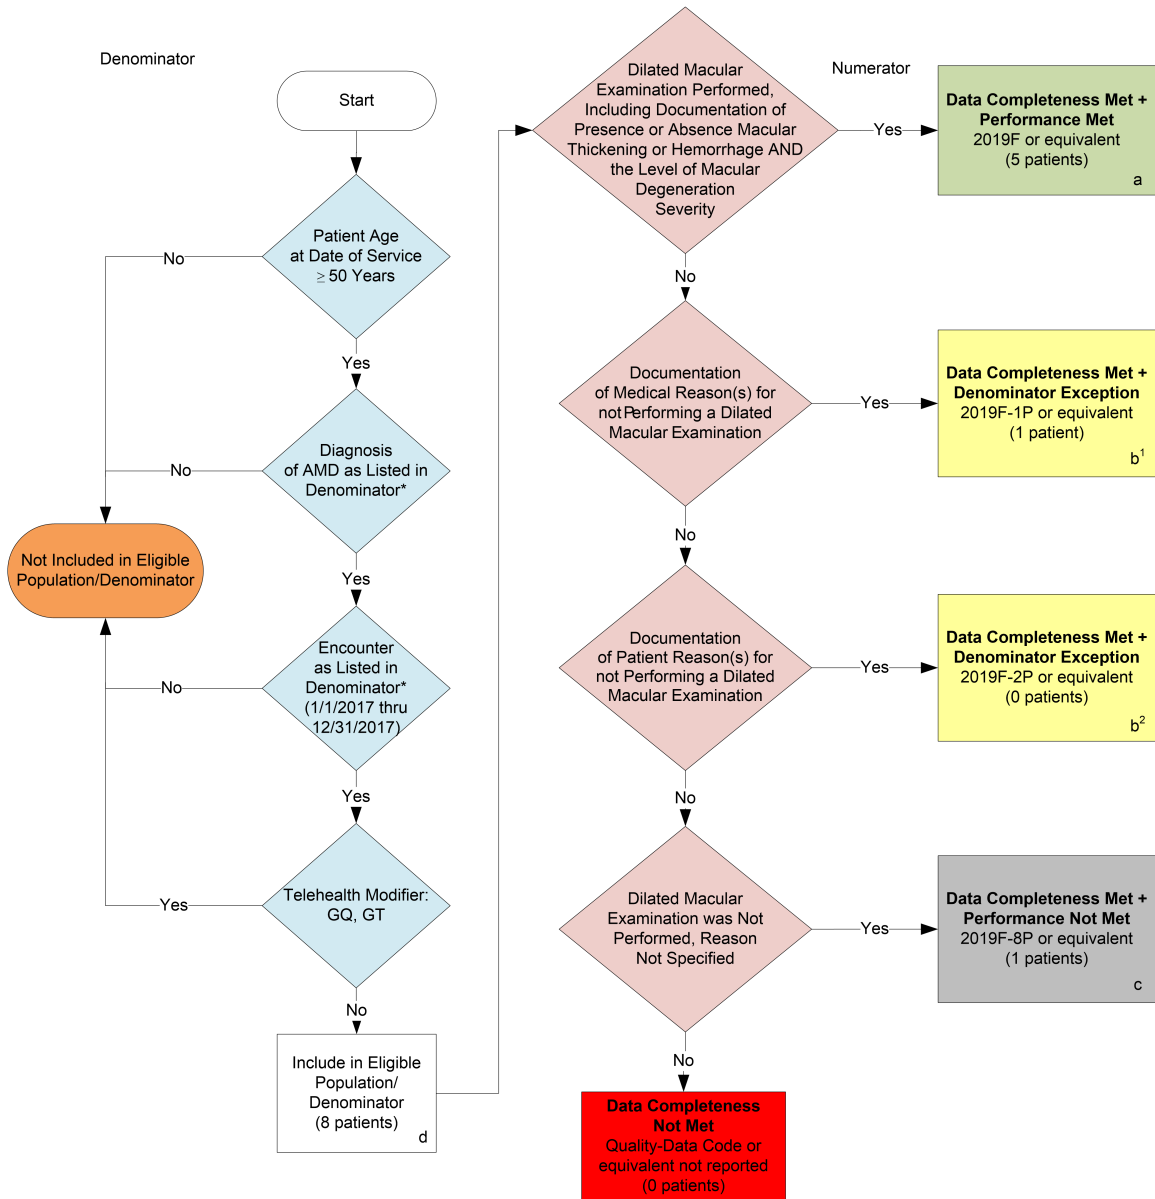 Denominator
Start
Patient Age
at Date of Service
≥ 50 Years
No
Yes
Diagnosis
of AMD as Listed in
Denominator*
No
Not Included in Eligible
Population/Denominator
Yes
Encounter
as Listed in
Denominator*
(1/1/2017 thru
12/31/2017)
No
Yes
Telehealth Modifier:
GQ, GT
Yes
No
Include in Eligible
Population/
Denominator
(8 patients)
d
Numerator
Dilated Macular
Examination Performed,
Including Documentation of
Presence or Absence Macular
Thickening or Hemorrhage AND
the Level of Macular
Degeneration
Severity
Yes
Data Completeness Met +
Performance Met
2019F or equivalent
(5 patients)
a
No
Documentation
of Medical Reason(s) for
not Performing a Dilated
Macular Examination
Yes
Data Completeness Met +
Denominator Exception
2019F-1P or equivalent
(1 patient)
b¹
No
Documentation
of Patient Reason(s) for
not Performing a Dilated
Macular Examination
Yes
Data Completeness Met +
Denominator Exception
2019F-2P or equivalent
(0 patients)
b²
No
Dilated Macular
Examination was Not
Performed, Reason
Not Specified
Yes
Data Completeness Met +
Performance Not Met
2019F-8P or equivalent
(1 patients)
c
No
Data Completeness
Not Met
Quality-Data Code or
equivalent not reported
(0 patients)